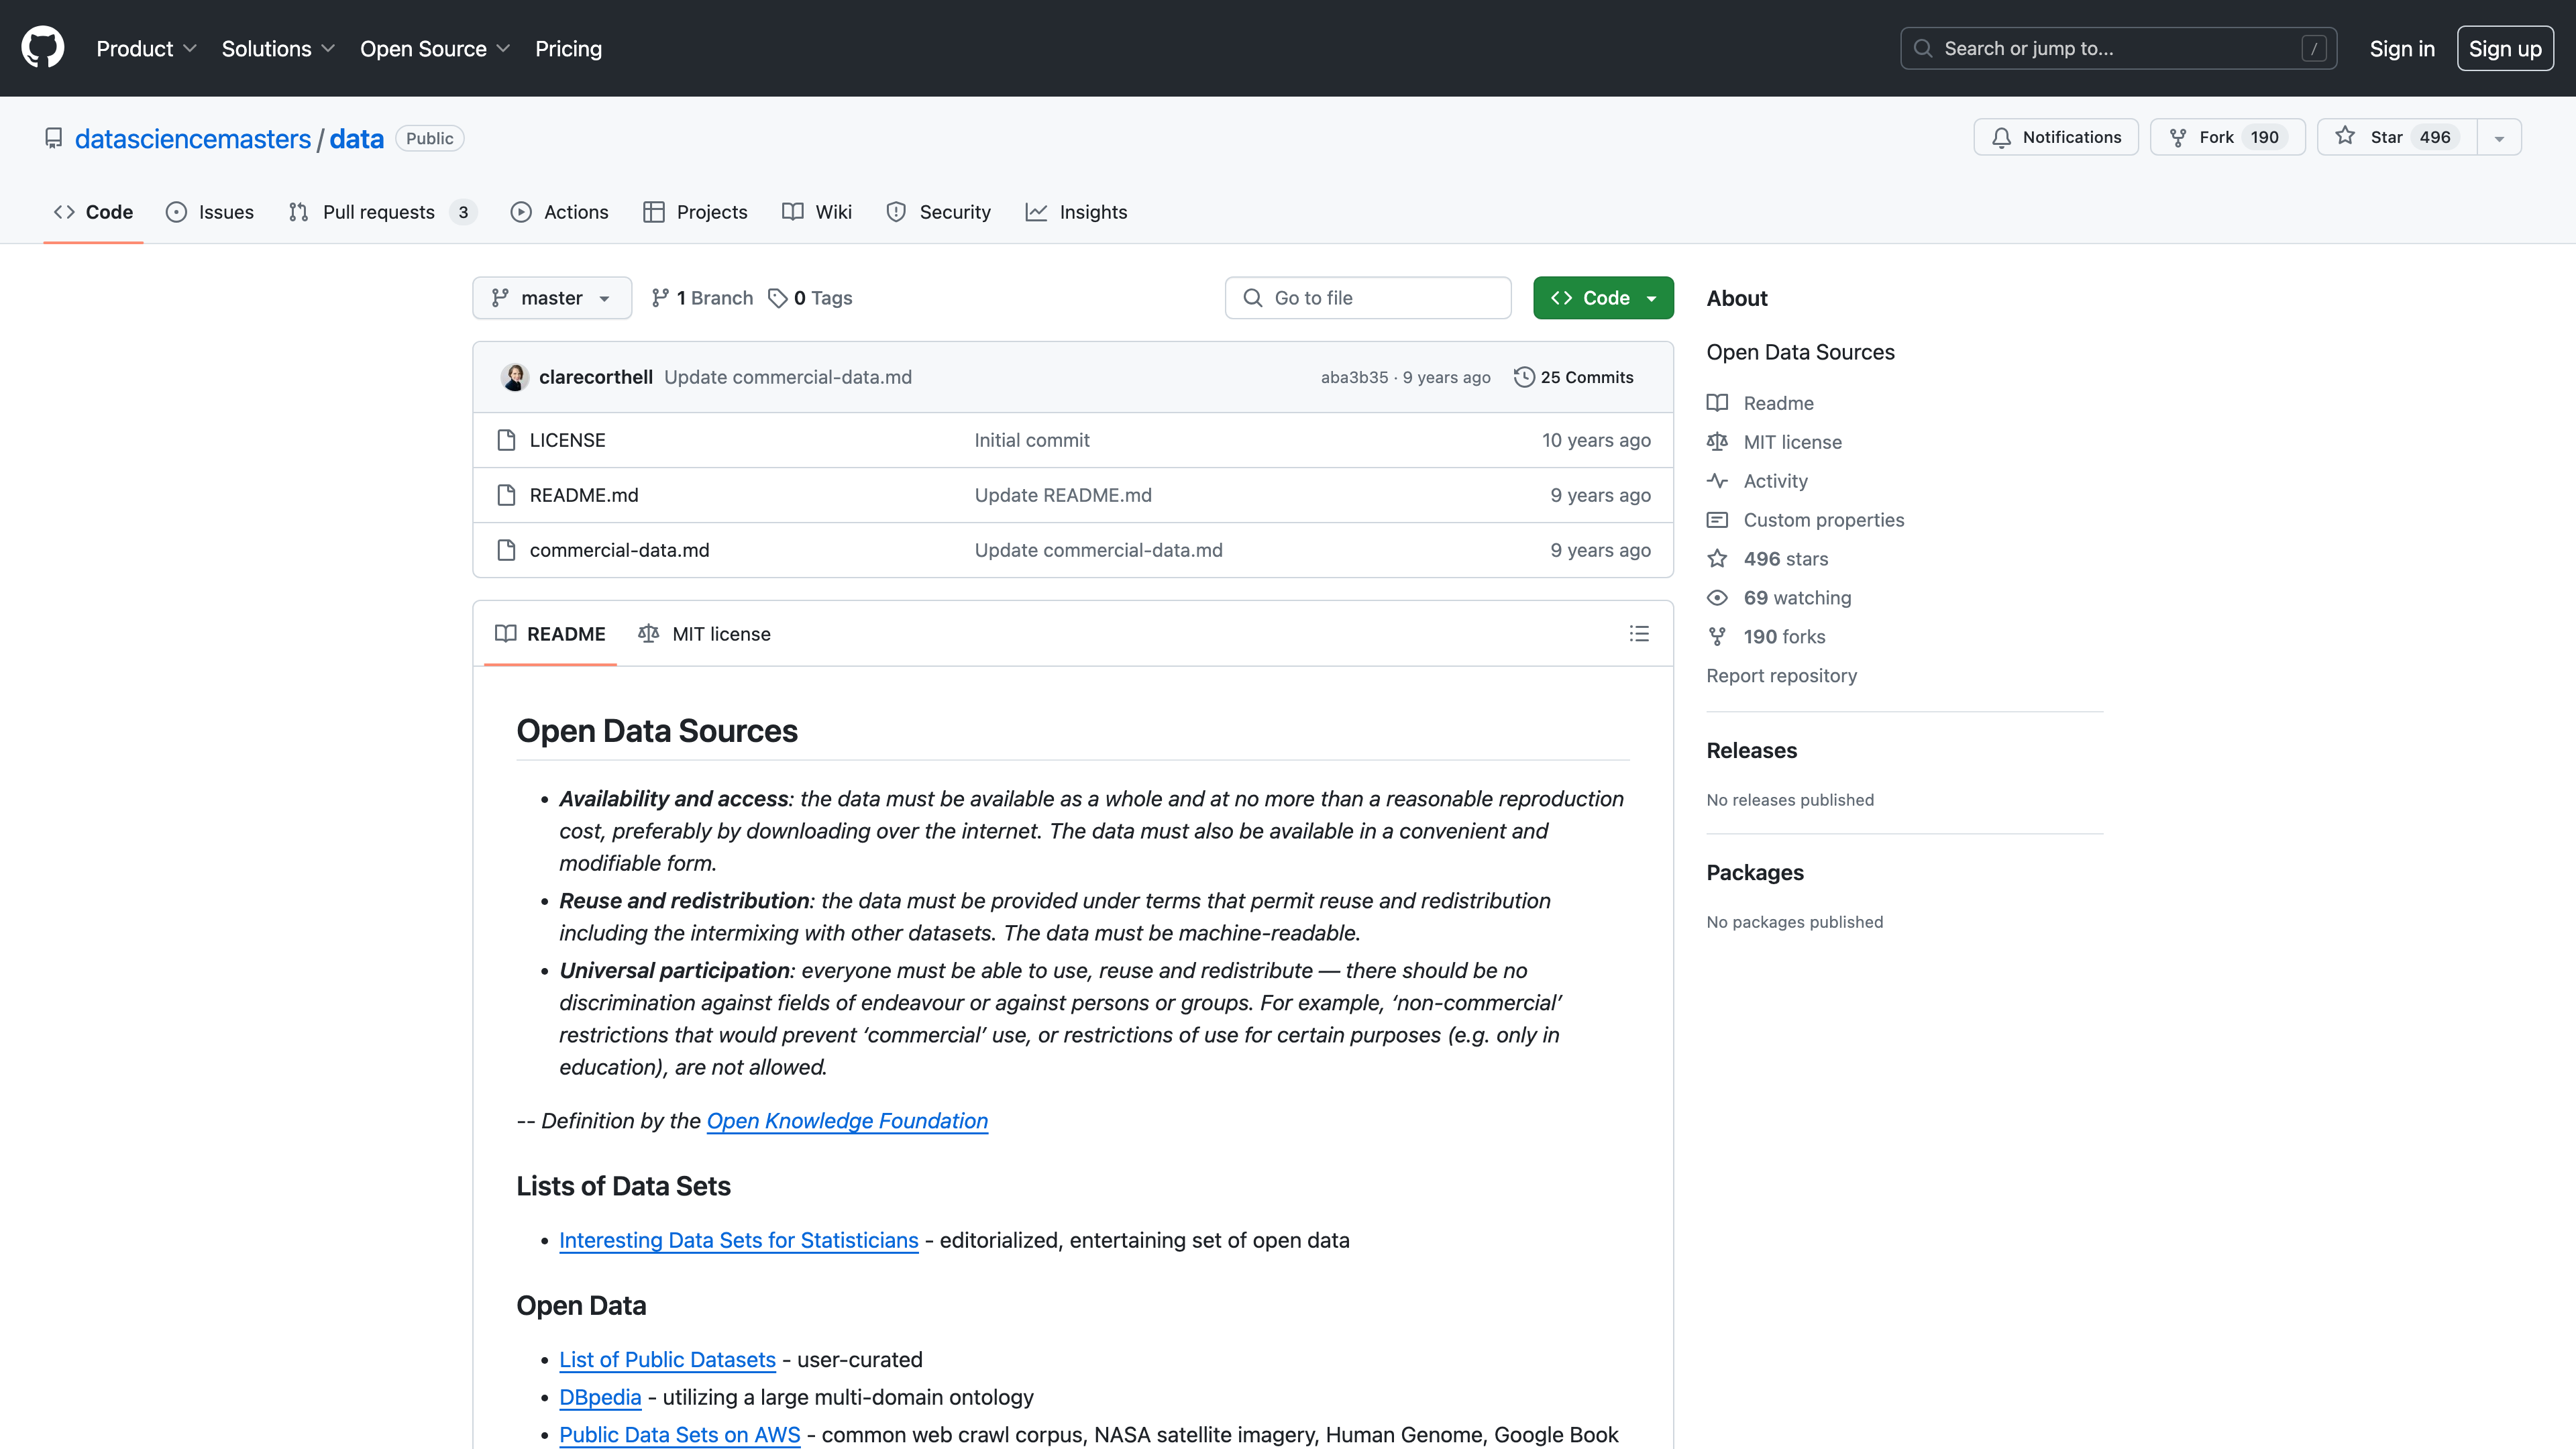 Product Solutions Open Source Pricing Search or jump to... / Sign in Sign up
datasciencemasters / data Public Notifications Fork 190 Star 496
Code Issues Pull requests 3 Actions Projects Wiki Security Insights
master 1 Branch 0 Tags Go to file Code
clarecorthell Update commercial-data.md aba3b35 · 9 years ago 25 Commits
LICENSE Initial commit 10 years ago
README.md Update README.md 9 years ago
commercial-data.md Update commercial-data.md 9 years ago
README MIT license
Open Data Sources
• Availability and access: the data must be available as a whole and at no more than a reasonable reproduction
cost, preferably by downloading over the internet. The data must also be available in a convenient and
modifiable form.
• Reuse and redistribution: the data must be provided under terms that permit reuse and redistribution
including the intermixing with other datasets. The data must be machine-readable.
• Universal participation: everyone must be able to use, reuse and redistribute — there should be no
discrimination against fields of endeavour or against persons or groups. For example, ‘non-commercial’
restrictions that would prevent ‘commercial’ use, or restrictions of use for certain purposes (e.g. only in
education), are not allowed.
-- Definition by the Open Knowledge Foundation
Lists of Data Sets
• Interesting Data Sets for Statisticians - editorialized, entertaining set of open data
Open Data
• List of Public Datasets - user-curated
• DBpedia - utilizing a large multi-domain ontology
• Public Data Sets on AWS - common web crawl corpus, NASA satellite imagery, Human Genome, Google Book
About
Open Data Sources
Readme
MIT license
Activity
Custom properties
496 stars
69 watching
190 forks
Report repository
Releases
No releases published
Packages
No packages published